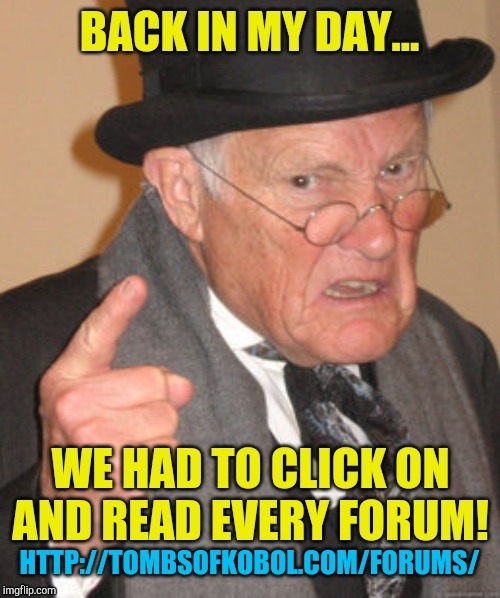 BACK IN MY DAY...
WE HAD TO CLICK ON
AND READ EVERY FORUM!
HTTP://TOMBSOFKOBOL.COM/FORUMS/
imgflip.com